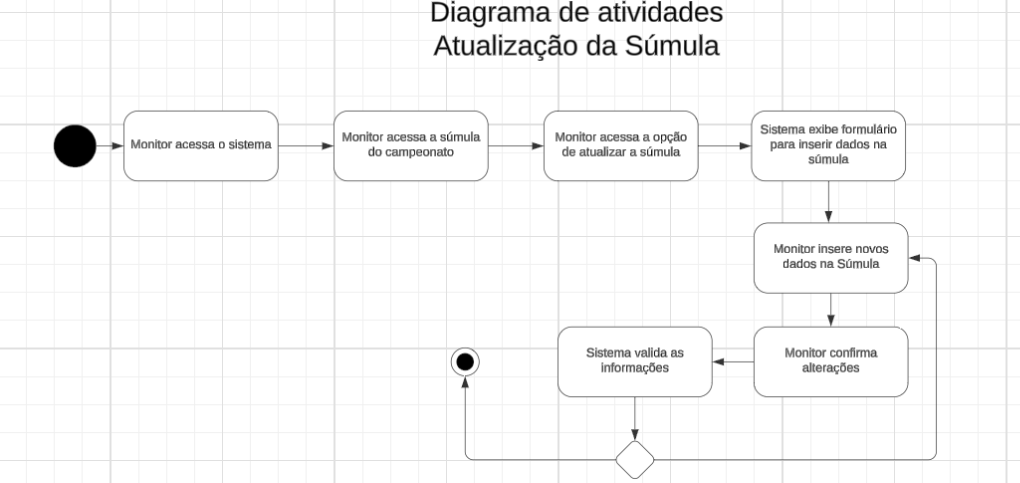 Diagrama de atividades
Atualização da Súmula
Monitor acessa o sistema
Monitor acessa a súmula
do campeonato
Monitor acessa a opção
de atualizar a súmula
Sistema exibe formulário
para inserir dados na
súmula
Monitor insere novos
dados na Súmula
Monitor confirma
alterações
Sistema valida as
informações